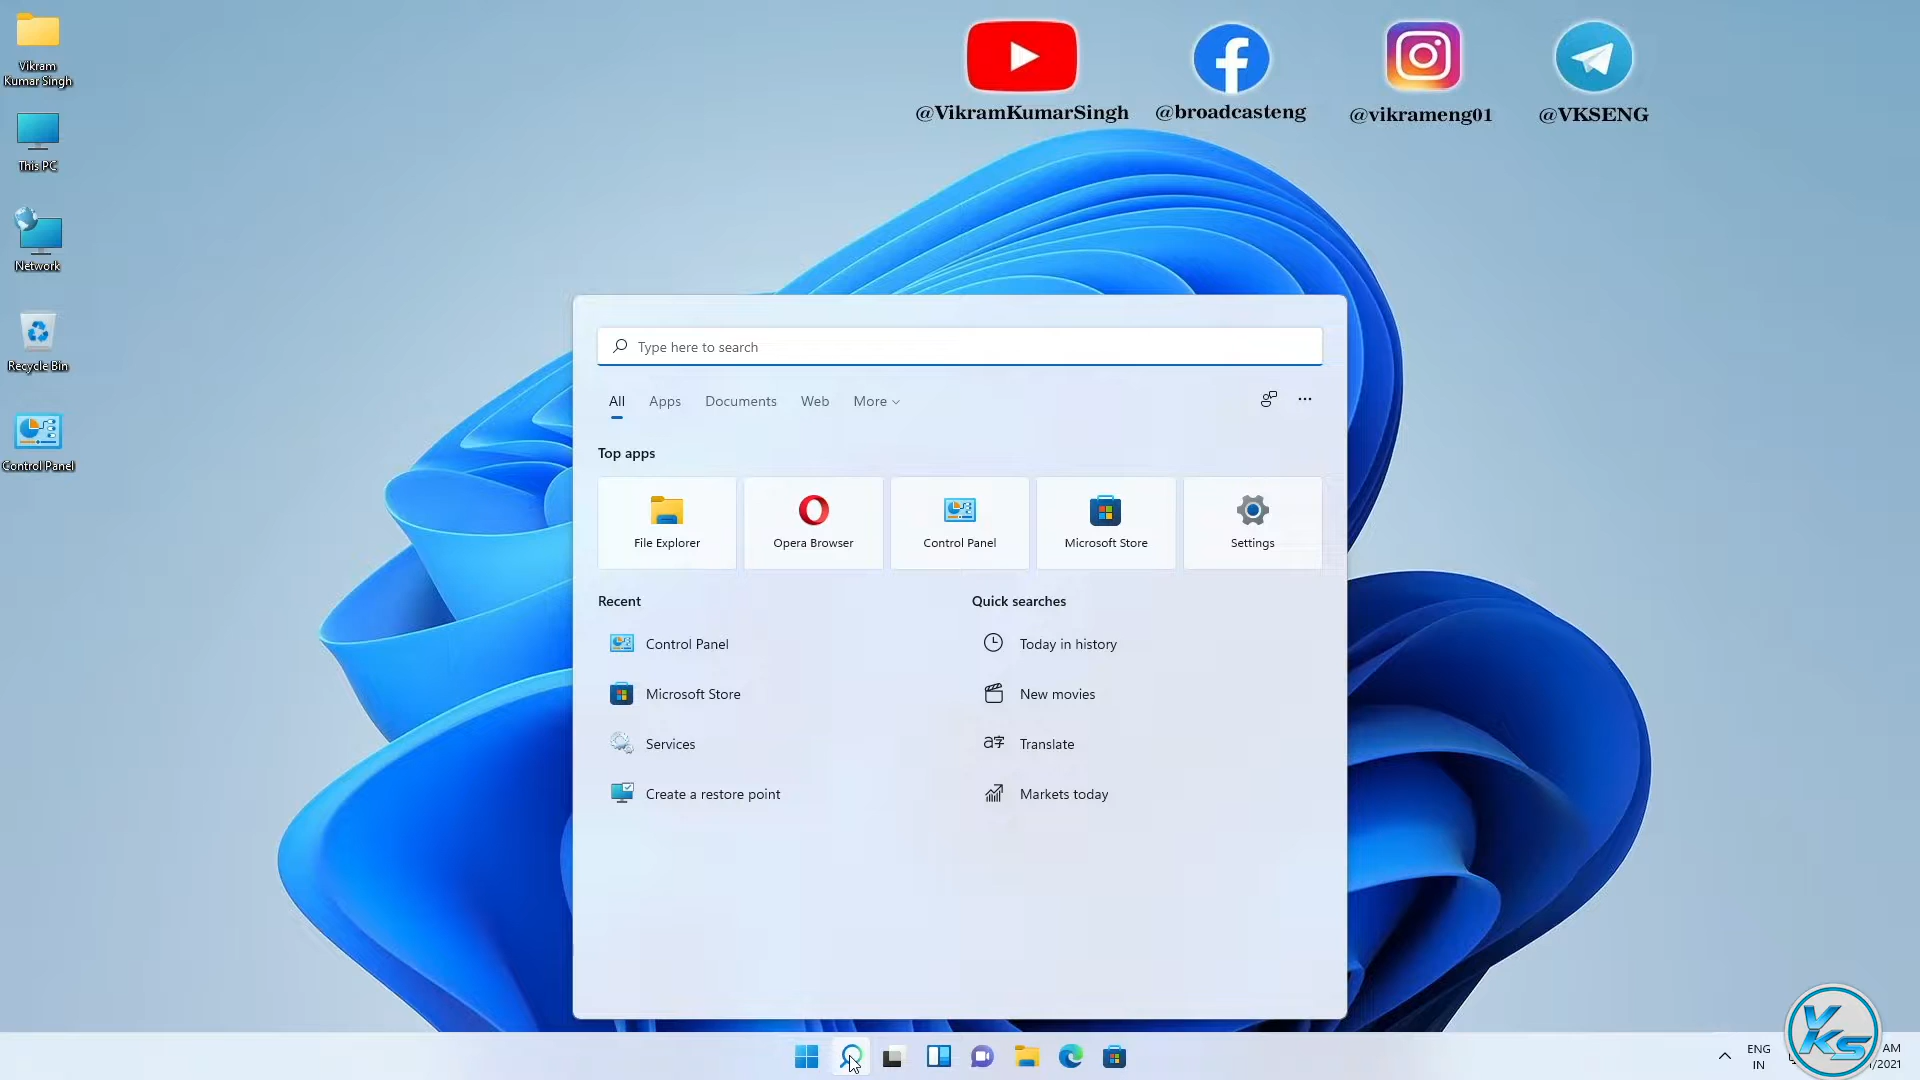 Vikram
Kumar Singh
This PC
Network
Recycle Bin
Control Panel
@VikramKumarSingh
@broadcasteng
@vikrameng01
@VKSENG
Type here to search
All Apps Documents Web More
Top apps
File Explorer
Opera Browser
Control Panel
Microsoft Store
Settings
Recent
Control Panel
Microsoft Store
Services
Create a restore point
Quick searches
Today in history
New movies
Translate
Markets today
ENG
IN
AM
/2021
VKS